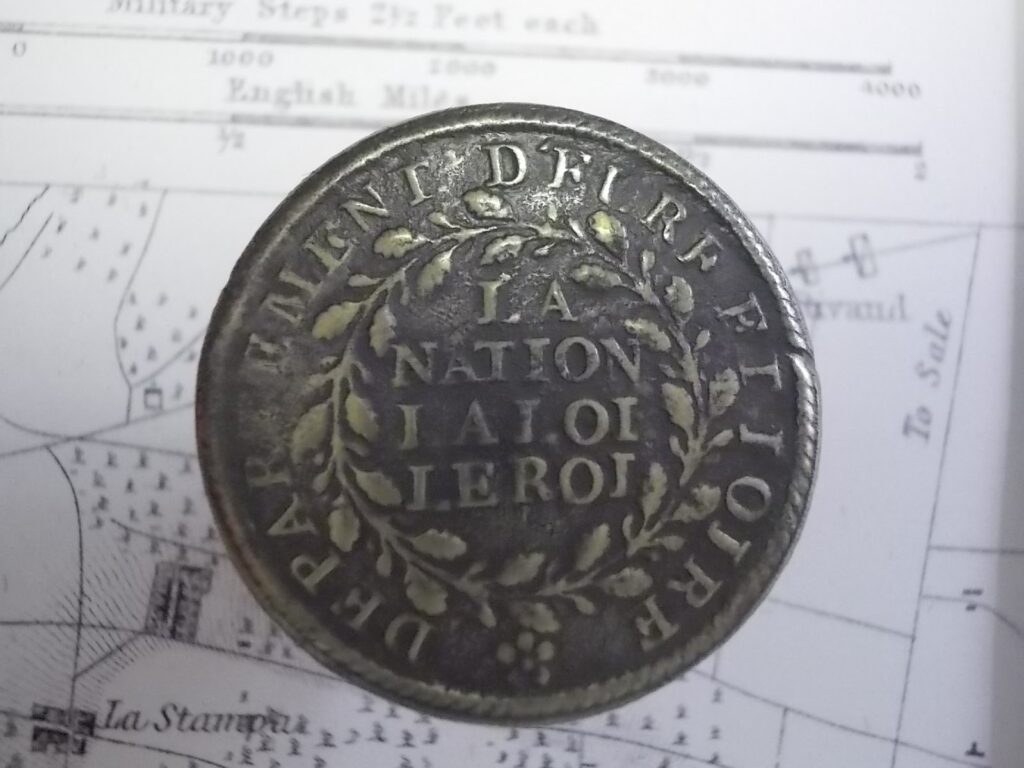 Military Steps 2½ Feet each
0 1000 2000 3000 4000
English Miles
½
DEPARTEMENT · D'EURE ET LOIRE
LA
NATION
LA LOI
LE ROI
To Sale
La Stampa